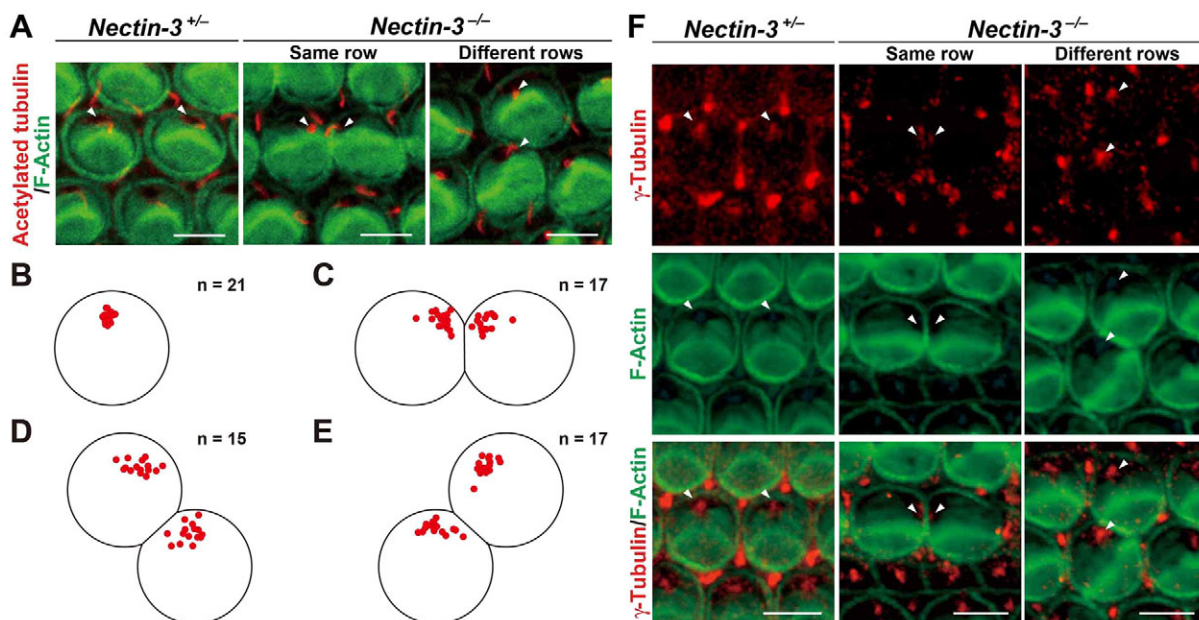 A
Nectin-3 +/–
Nectin-3 –/–
Same row
Different rows
Acetylated tubulin
/F-Actin
B
n = 21
C
n = 17
D
n = 15
E
n = 17
F
Nectin-3 +/–
Nectin-3 –/–
Same row
Different rows
γ-Tubulin
F-Actin
γ-Tubulin/F-Actin